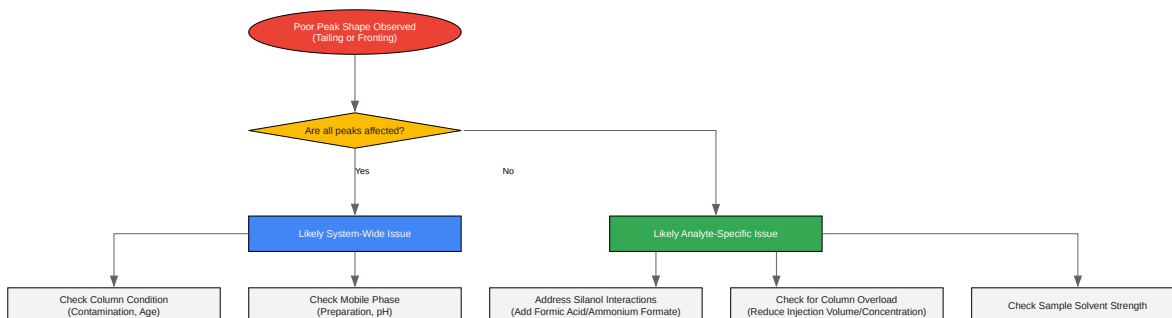 Poor Peak Shape Observed
(Tailing or Fronting)
Are all peaks affected?
Yes
No
Likely System-Wide Issue
Likely Analyte-Specific Issue
Check Column Condition
(Contamination, Age)
Check Mobile Phase
(Preparation, pH)
Address Silanol Interactions
(Add Formic Acid/Ammonium Formate)
Check for Column Overload
(Reduce Injection Volume/Concentration)
Check Sample Solvent Strength